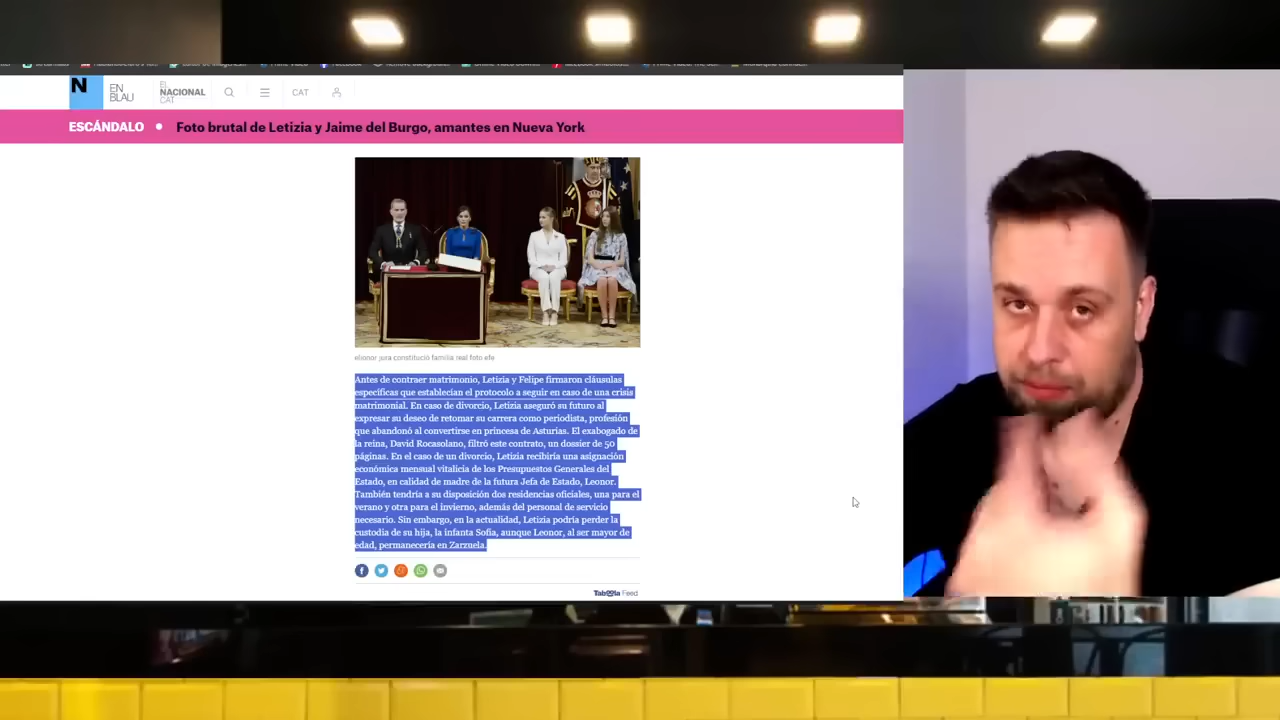 N
EN
BLAU
EL
NACIONAL
CAT
CAT
ESCÁNDALO • Foto brutal de Letizia y Jaime del Burgo, amantes en Nueva York
elionor jura constitució familia real foto efe
Antes de contraer matrimonio, Letizia y Felipe firmaron cláusulas
específicas que establecían el protocolo a seguir en caso de una crisis
matrimonial. En caso de divorcio, Letizia aseguró su futuro al
expresar su deseo de retomar su carrera como periodista, profesión
que abandonó al convertirse en princesa de Asturias. El exabogado de
la reina, David Rocasolano, filtró este contrato, un dossier de 50
páginas. En el caso de un divorcio, Letizia recibiría una asignación
económica mensual vitalicia de los Presupuestos Generales del
Estado, en calidad de madre de la futura Jefa de Estado, Leonor.
También tendría a su disposición dos residencias oficiales, una para el
verano y otra para el invierno, además del personal de servicio
necesario. Sin embargo, en la actualidad, Letizia podría perder la
custodia de su hija, la infanta Sofía, aunque Leonor, al ser mayor de
edad, permanecería en Zarzuela.
Taboola Feed